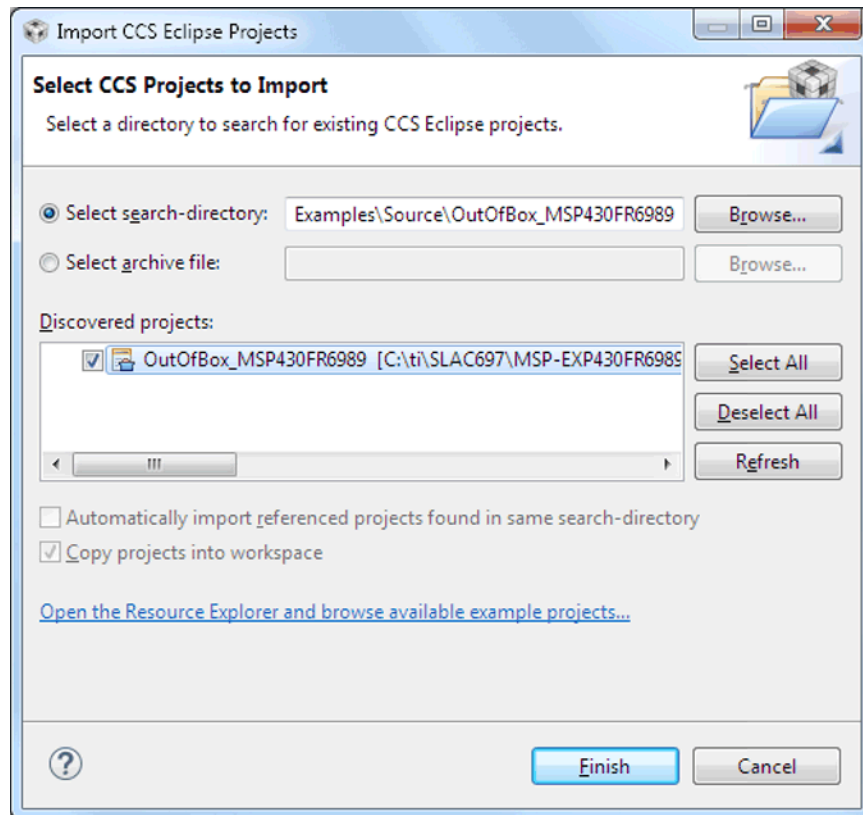 Import CCS Eclipse Projects
Select CCS Projects to Import
Select a directory to search for existing CCS Eclipse projects.
Select search-directory: Examples\Source\OutOfBox_MSP430FR6989 Browse...
Select archive file: Browse...
Discovered projects:
OutOfBox_MSP430FR6989 [C:\ti\SLAC697\MSP-EXP430FR6989 Select All
Deselect All
Refresh
Automatically import referenced projects found in same search-directory
Copy projects into workspace
Open the Resource Explorer and browse available example projects...
? Finish Cancel